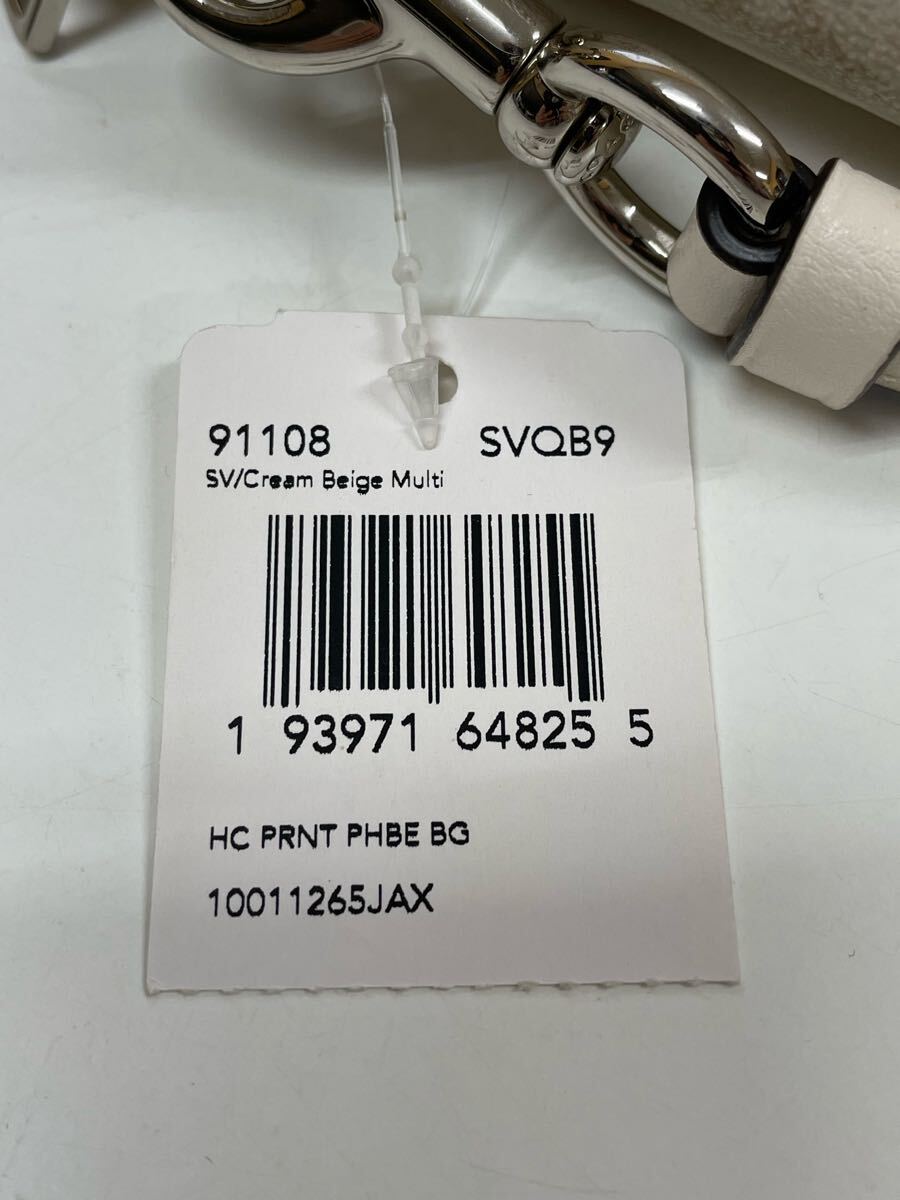 91108 SVQB9
SV/Cream Beige Multi
1 93971 64825 5
HC PRNT PHBE BG
10011265JAX